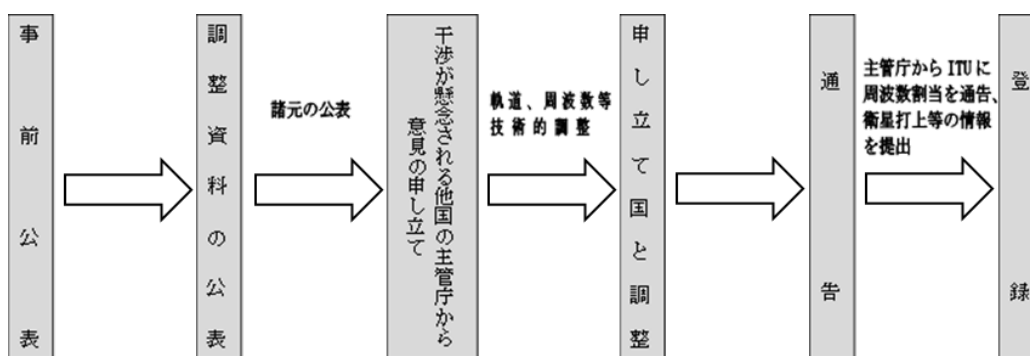 事前公表
調整資料の公表
諸元の公表
干渉が懸念される他国の主管庁から
意見の申し立て
軌道、周波数等
技術的調整
申し立て国と調整
通告
主管庁から ITU に
周波数割当を通告、
衛星打上等の情報
を提出
登録